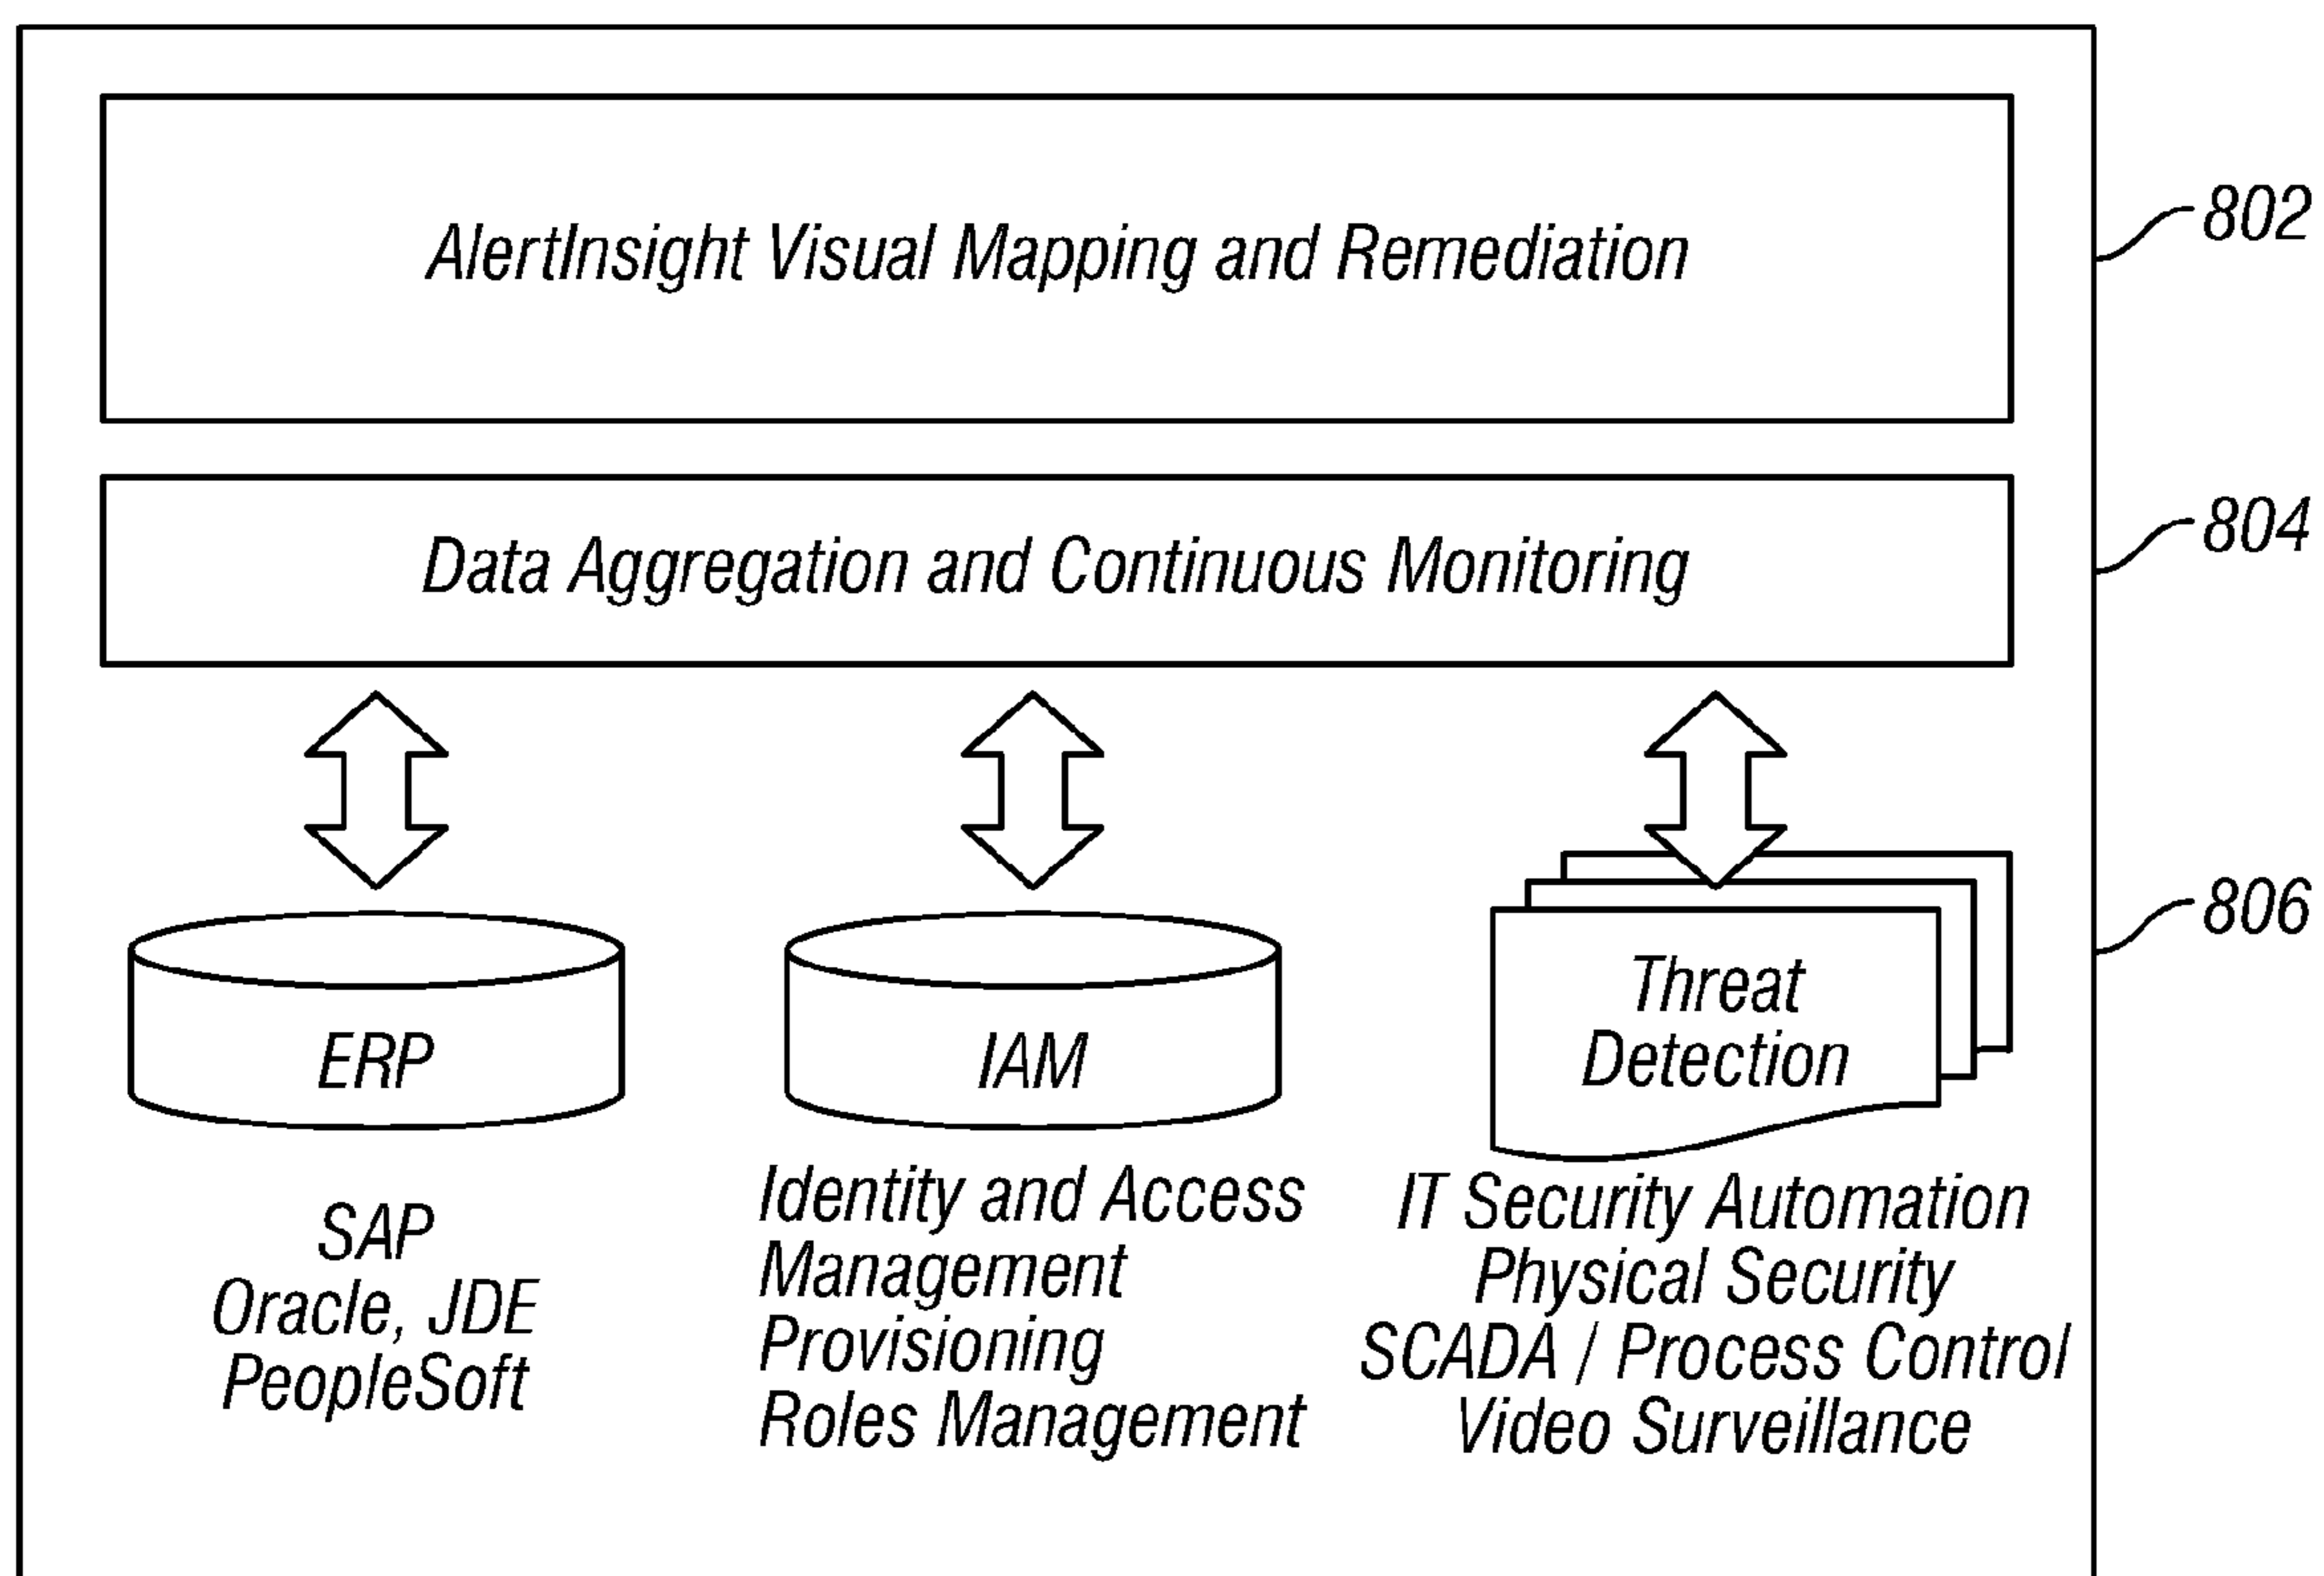 AlertInsight Visual Mapping and Remediation
802
Data Aggregation and Continuous Monitoring
804
806
ERP
IAM
Threat
Detection
SAP
Oracle, JDE
PeopleSoft
Identity and Access
Management
Provisioning
Roles Management
IT Security Automation
Physical Security
SCADA / Process Control
Video Surveillance